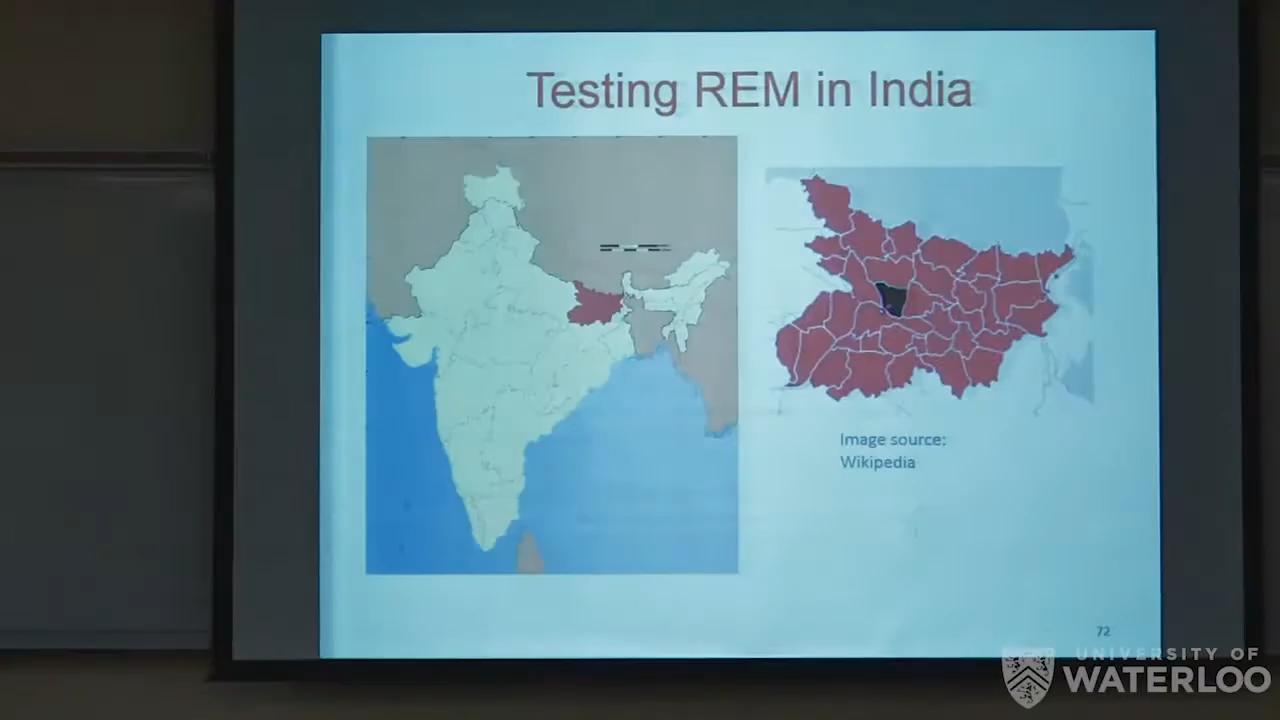 Testing REM in India
Image source:
Wikipedia
72
UNIVERSITY OF
WATERLOO